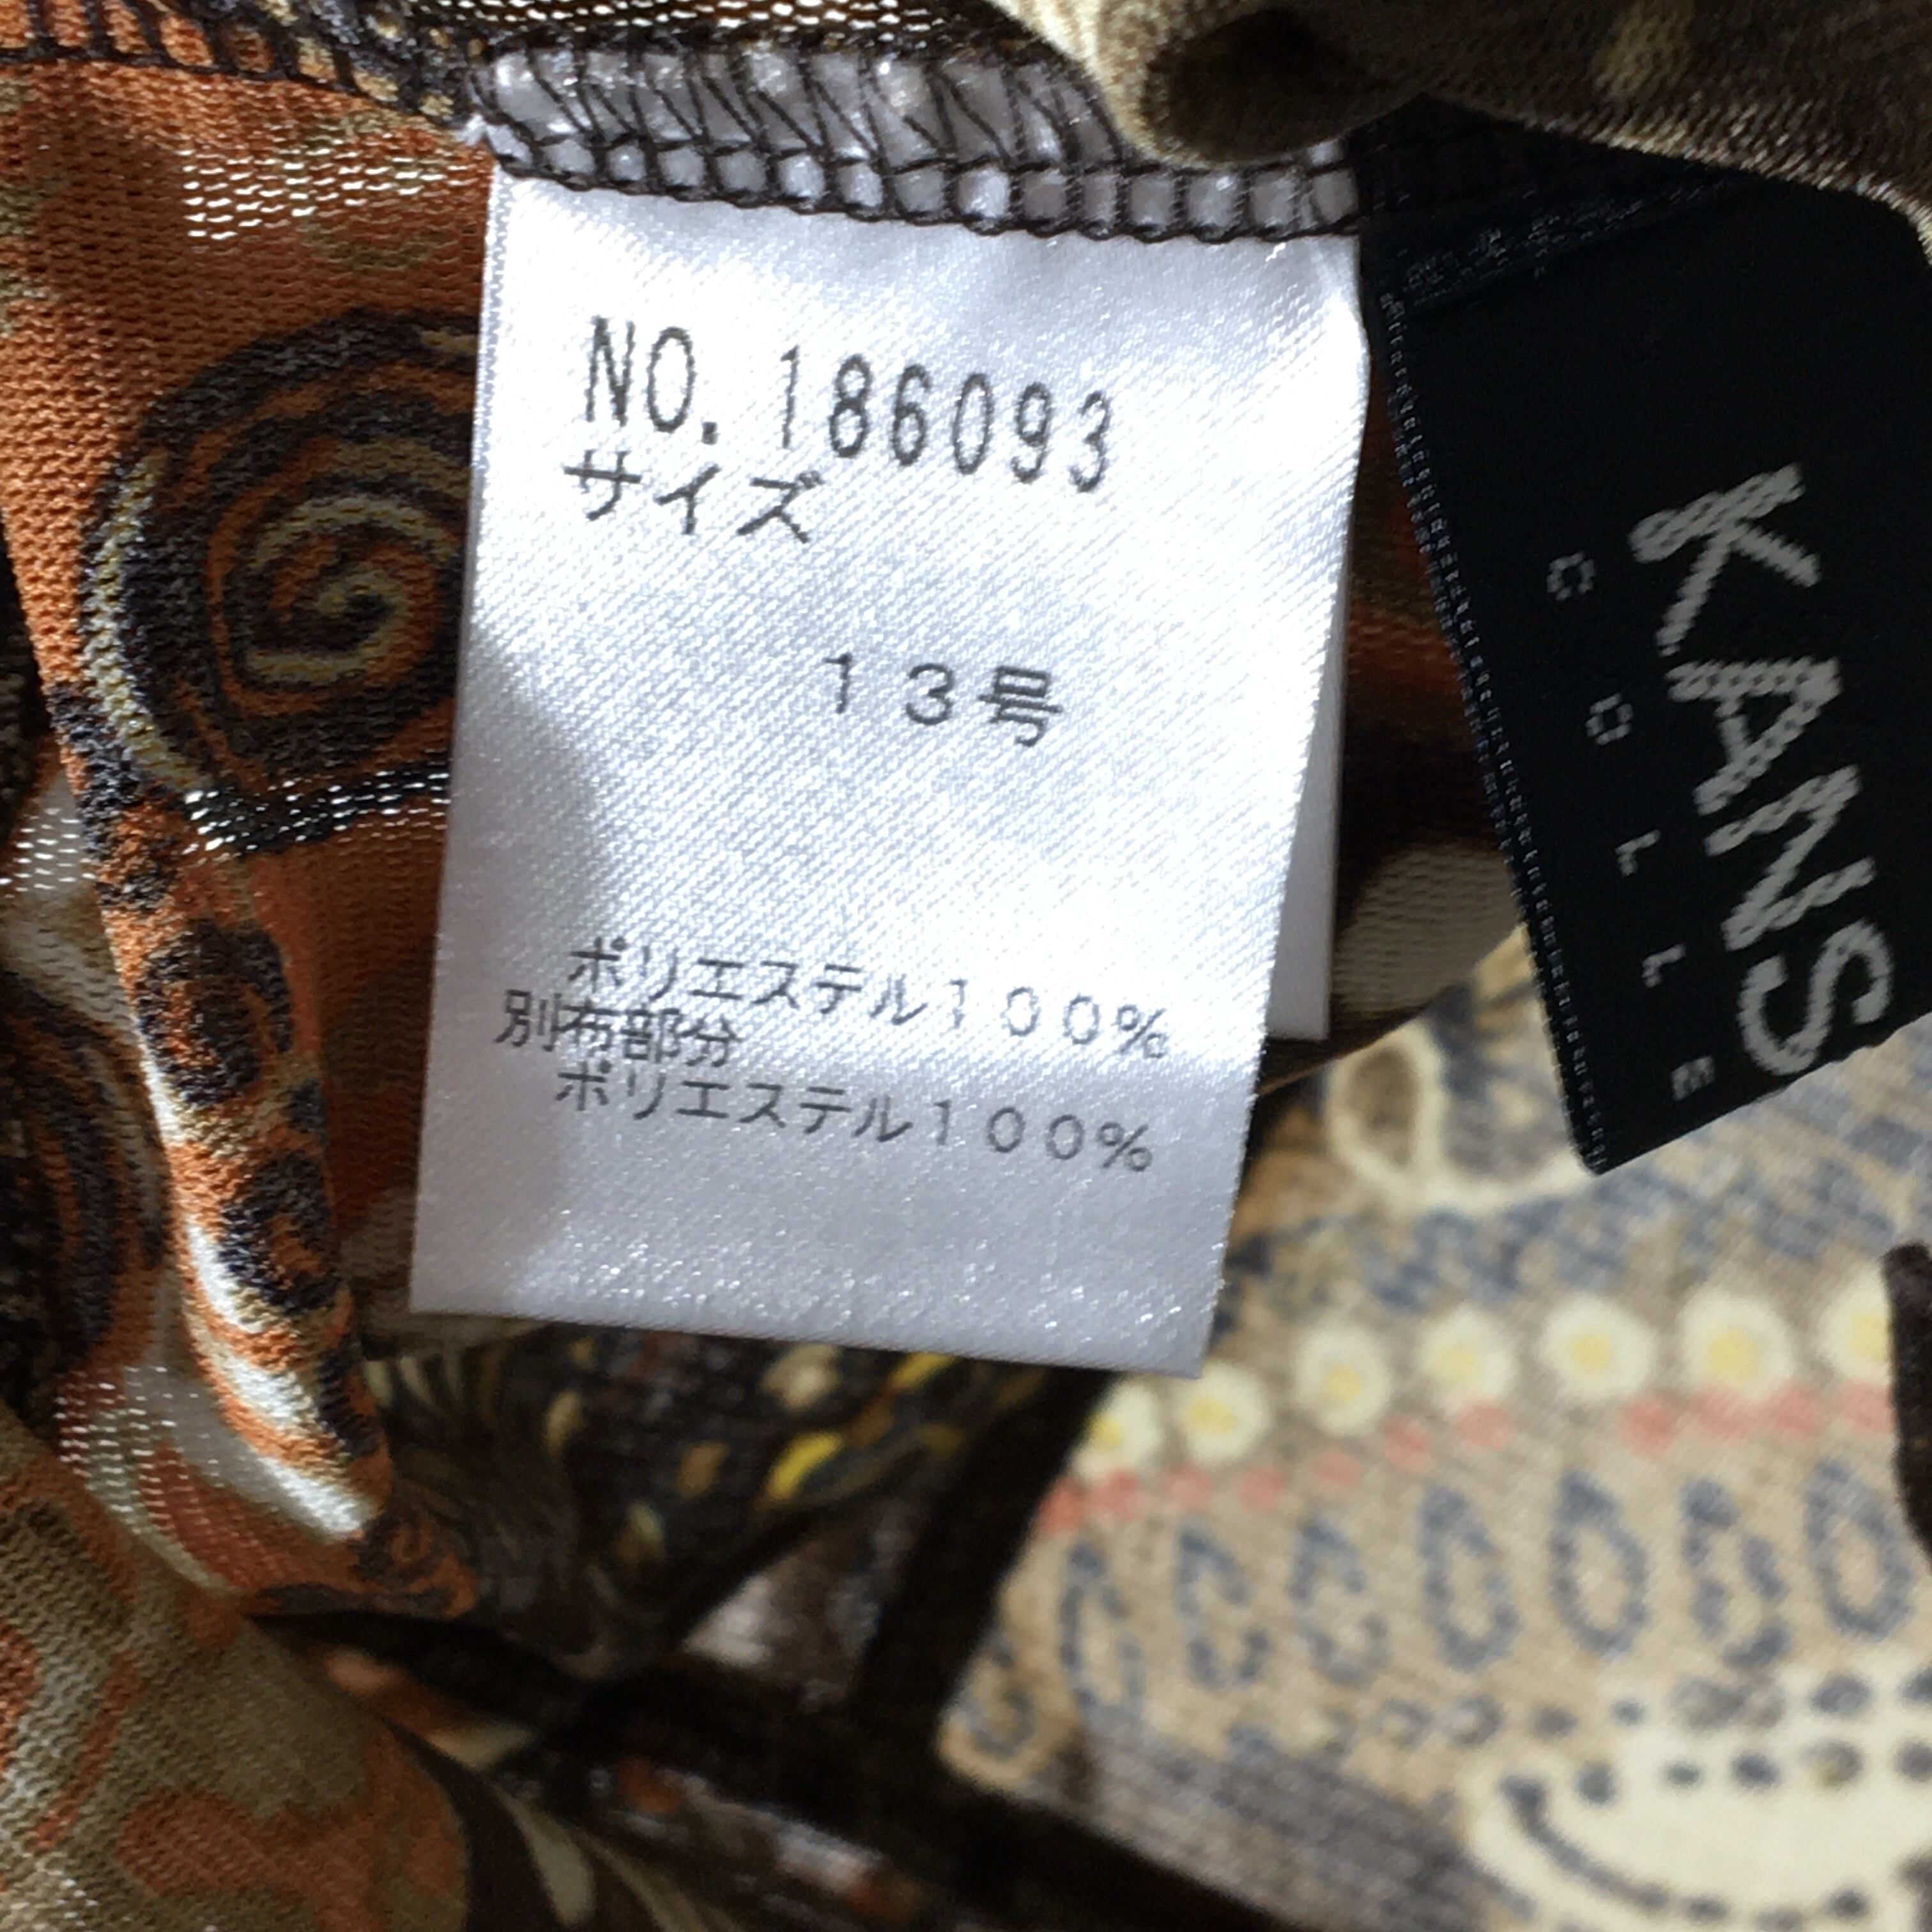 NO. 186093
サイズ
13号
ポリエステル100%
別布部分
ポリエステル100%
KANS
COLLE